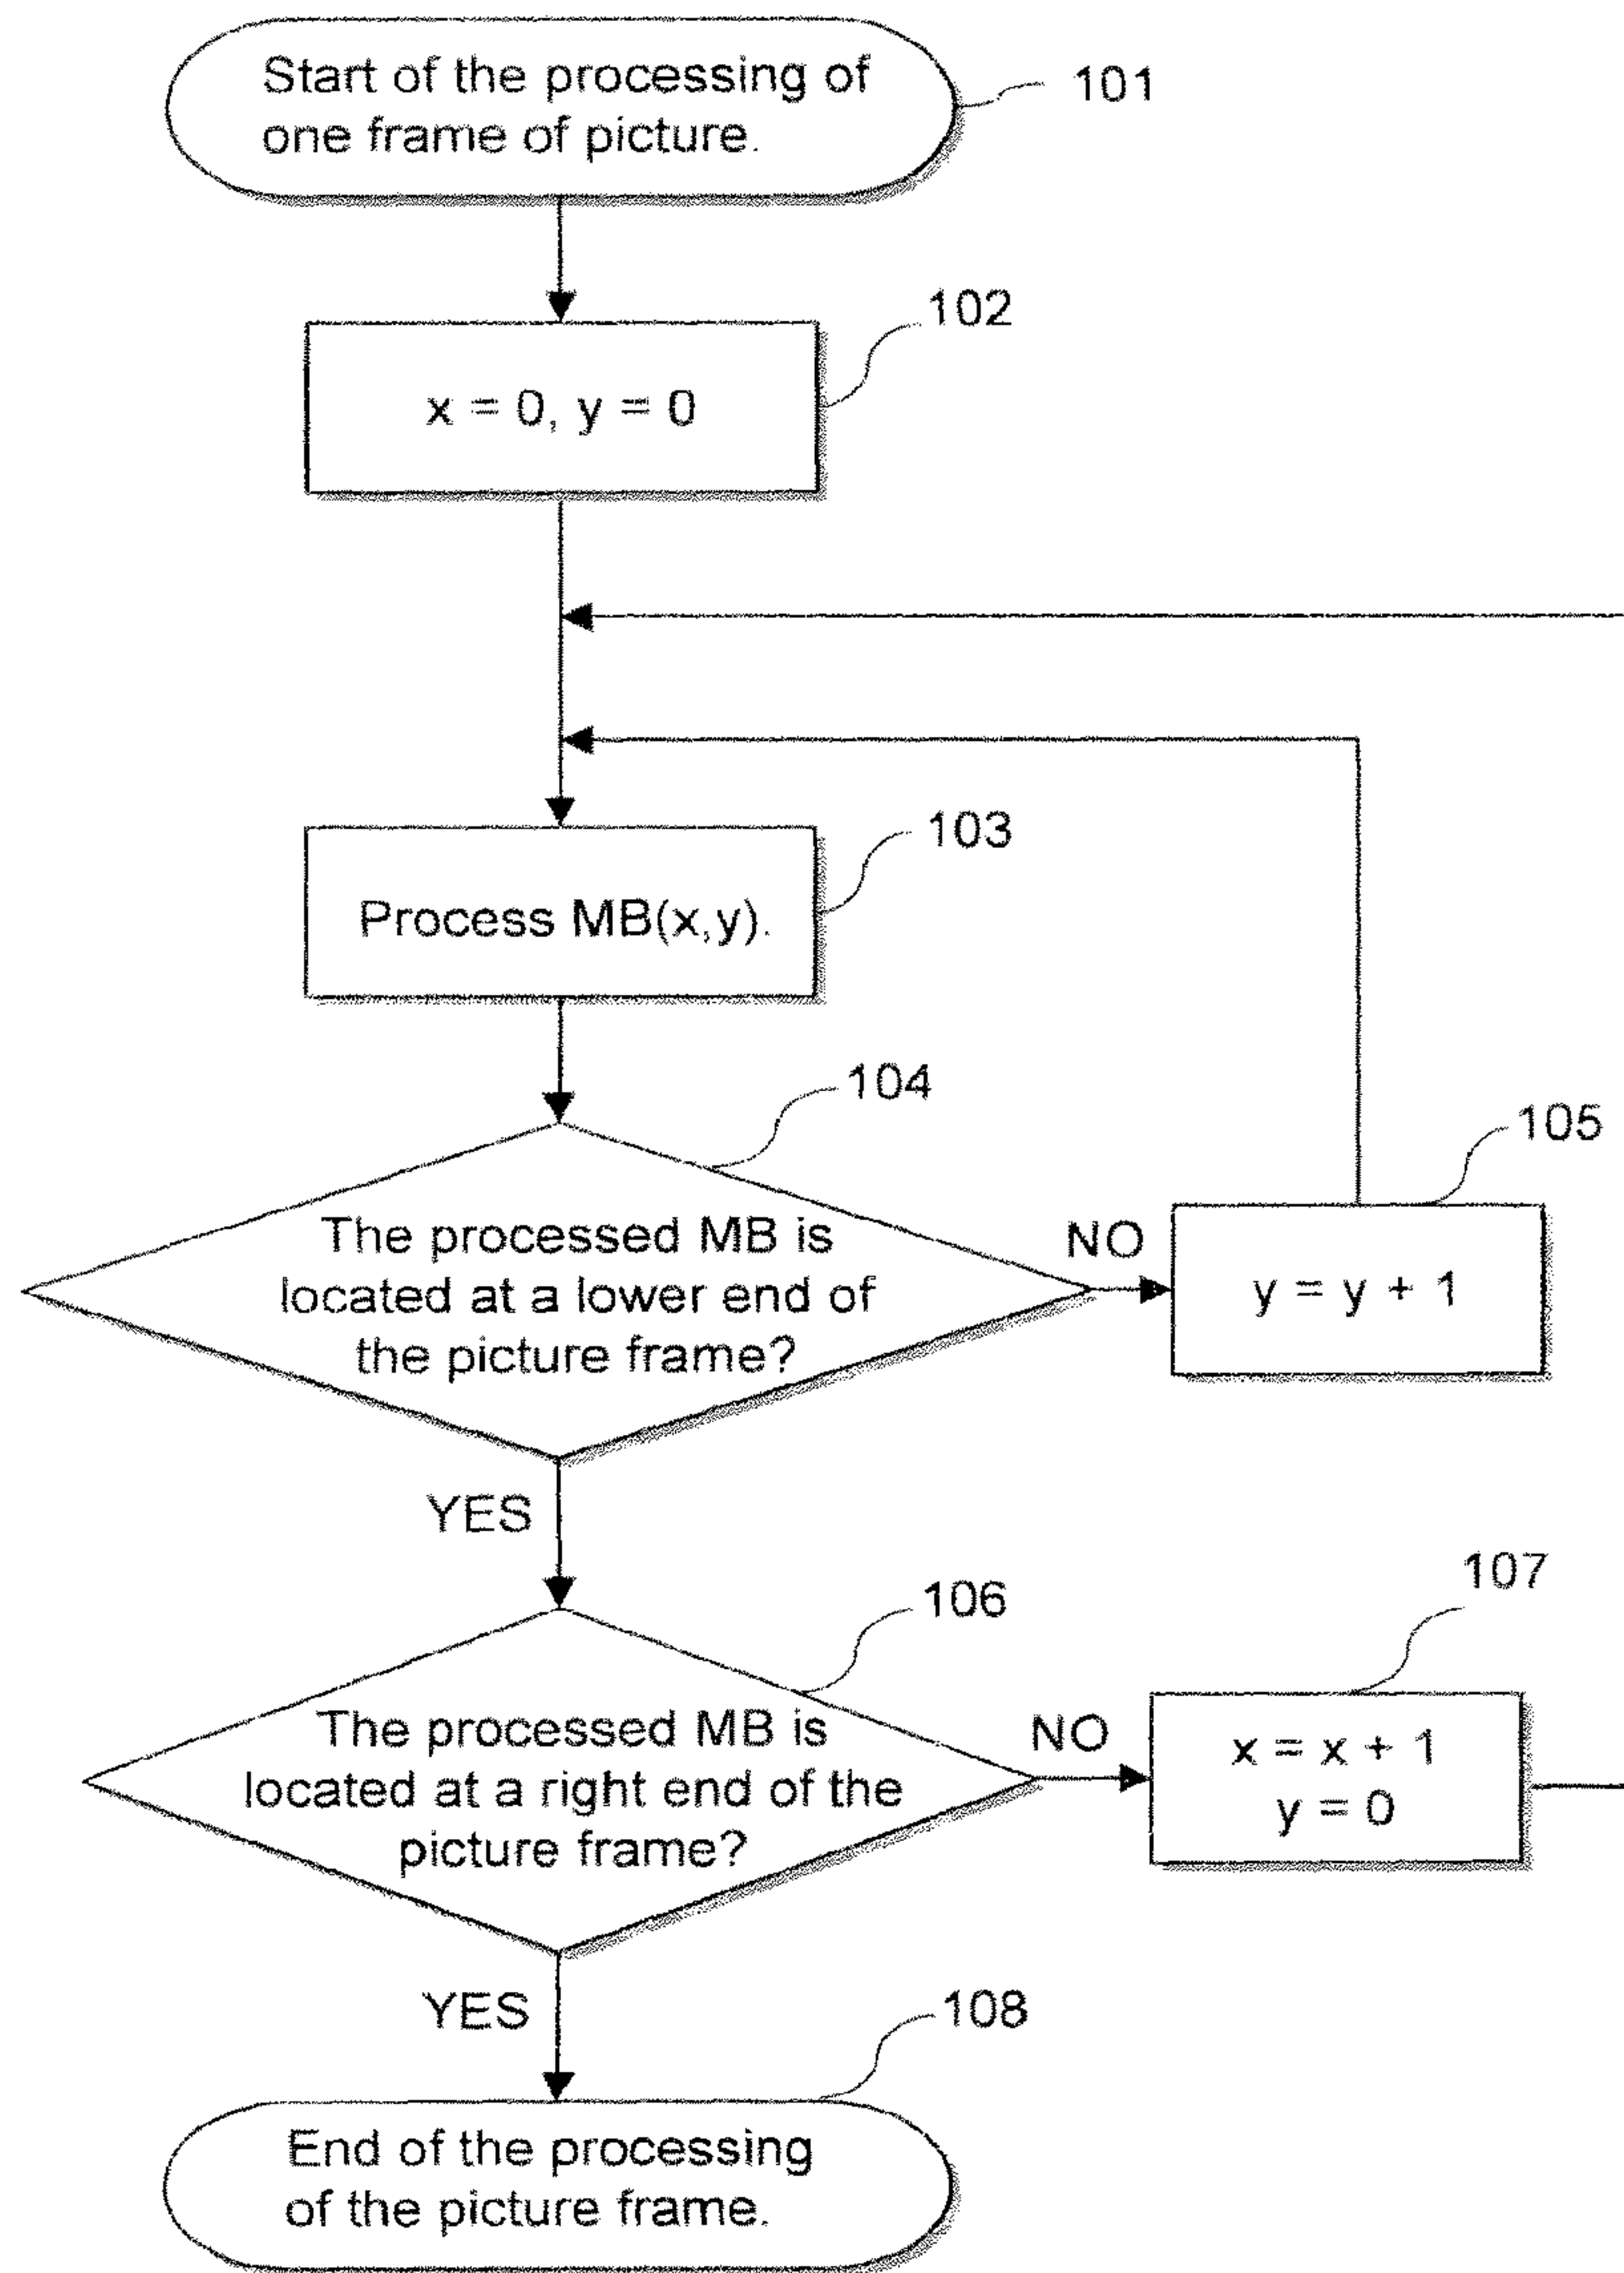 Start of the processing of
one frame of picture.
101
102
x = 0, y = 0
103
Process MB(x,y).
104
The processed MB is
located at a lower end of
the picture frame?
NO
105
y = y + 1
YES
106
The processed MB is
located at a right end of the
picture frame?
NO
107
x = x + 1
y = 0
YES
108
End of the processing
of the picture frame.